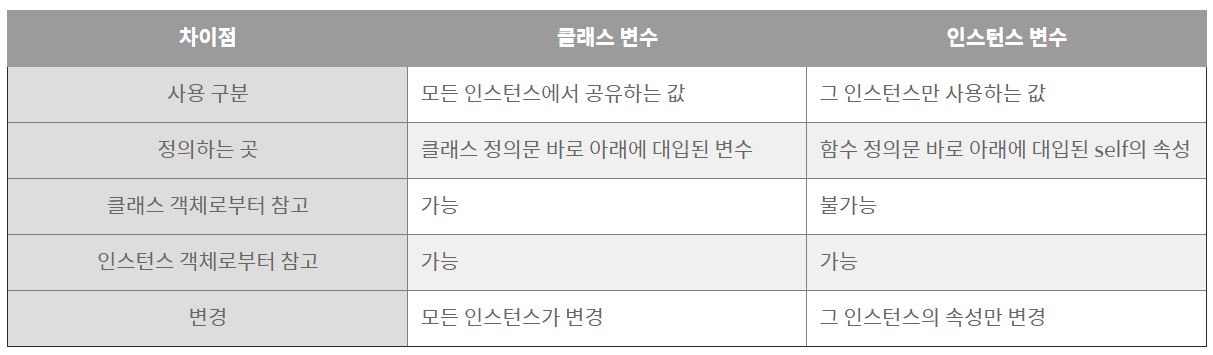 차이점 클래스 변수 인스턴스 변수
사용 구분 모든 인스턴스에서 공유하는 값 그 인스턴스만 사용하는 값
정의하는 곳 클래스 정의문 바로 아래에 대입된 변수 함수 정의문 바로 아래에 대입된 self의 속성
클래스 객체로부터 참고 가능 불가능
인스턴스 객체로부터 참고 가능 가능
변경 모든 인스턴스가 변경 그 인스턴스의 속성만 변경